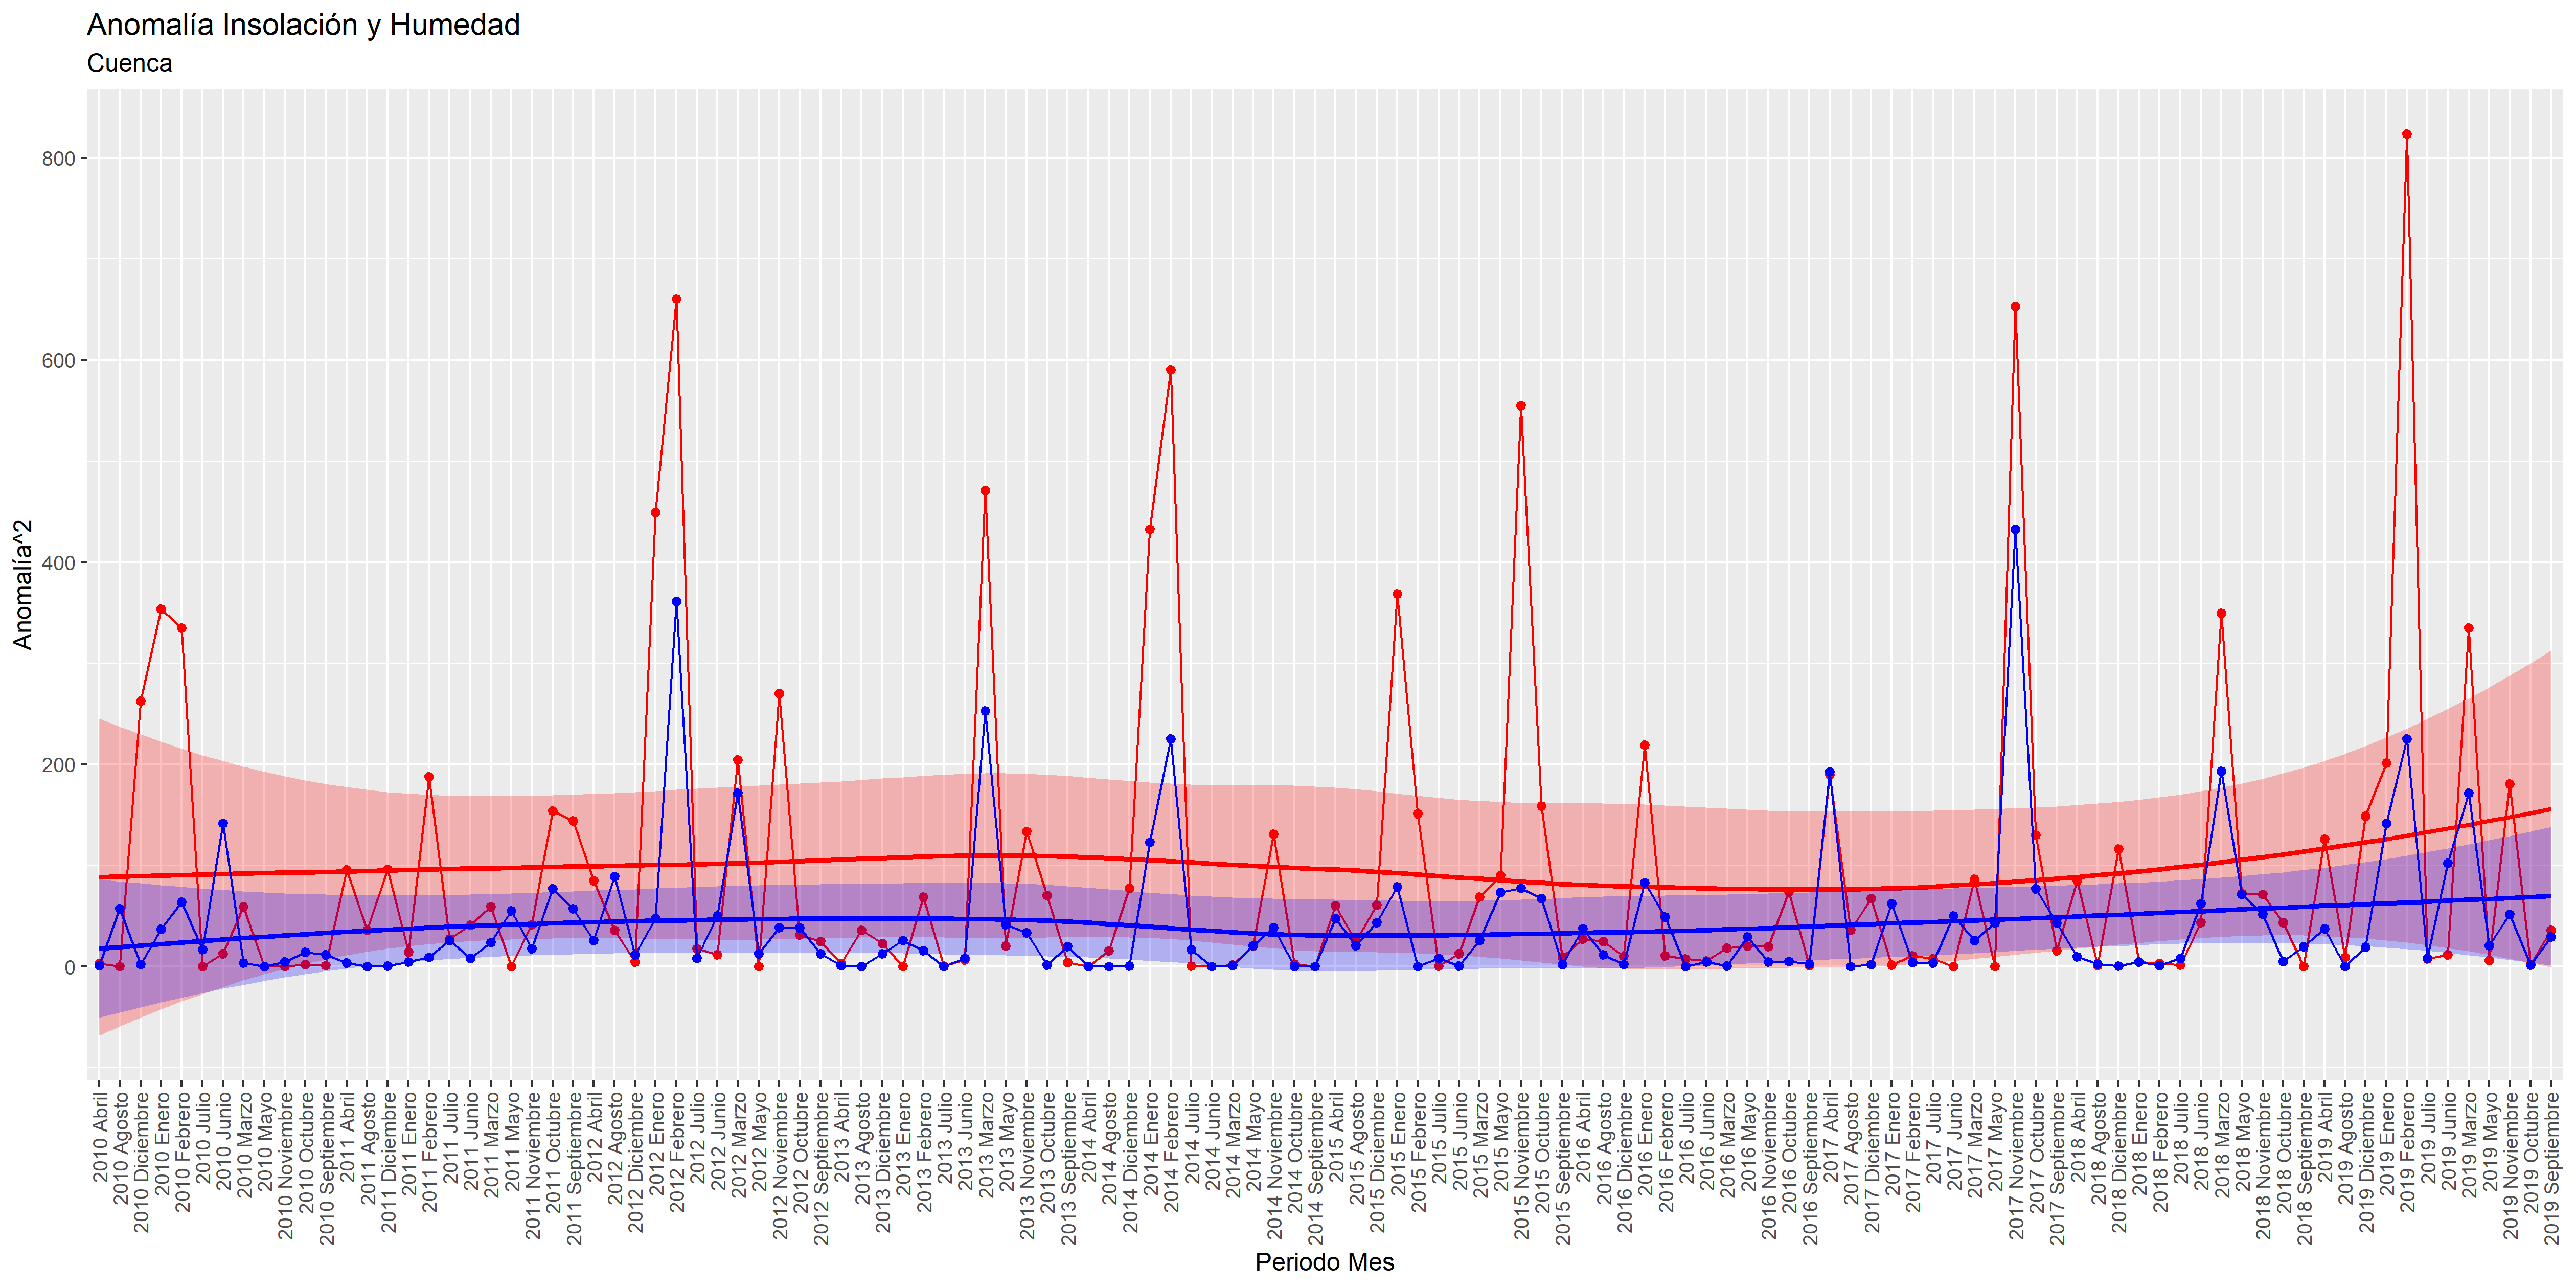 Anomalía Insolación y Humedad
Cuenca
Anomalía^2
800
600
400
200
0
2010 Abril
2010 Agosto
2010 Diciembre
2010 Enero
2010 Febrero
2010 Julio
2010 Junio
2010 Marzo
2010 Mayo
2010 Noviembre
2010 Octubre
2010 Septiembre
2011 Abril
2011 Agosto
2011 Diciembre
2011 Enero
2011 Febrero
2011 Julio
2011 Junio
2011 Marzo
2011 Mayo
2011 Noviembre
2011 Octubre
2011 Septiembre
2012 Abril
2012 Agosto
2012 Diciembre
2012 Enero
2012 Febrero
2012 Julio
2012 Junio
2012 Marzo
2012 Mayo
2012 Noviembre
2012 Octubre
2012 Septiembre
2013 Abril
2013 Agosto
2013 Diciembre
2013 Enero
2013 Febrero
2013 Julio
2013 Junio
2013 Marzo
2013 Mayo
2013 Noviembre
2013 Octubre
2013 Septiembre
2014 Abril
2014 Agosto
2014 Diciembre
2014 Enero
2014 Febrero
2014 Julio
2014 Junio
2014 Marzo
2014 Mayo
2014 Noviembre
2014 Octubre
2014 Septiembre
2015 Abril
2015 Agosto
2015 Diciembre
2015 Enero
2015 Febrero
2015 Julio
2015 Junio
2015 Marzo
2015 Mayo
2015 Noviembre
2015 Octubre
2015 Septiembre
2016 Abril
2016 Agosto
2016 Diciembre
2016 Enero
2016 Febrero
2016 Julio
2016 Junio
2016 Marzo
2016 Mayo
2016 Noviembre
2016 Octubre
2016 Septiembre
2017 Abril
2017 Agosto
2017 Diciembre
2017 Enero
2017 Febrero
2017 Julio
2017 Junio
2017 Marzo
2017 Mayo
2017 Noviembre
2017 Octubre
2017 Septiembre
2018 Abril
2018 Agosto
2018 Diciembre
2018 Enero
2018 Febrero
2018 Julio
2018 Junio
2018 Marzo
2018 Mayo
2018 Noviembre
2018 Octubre
2018 Septiembre
2019 Abril
2019 Agosto
2019 Diciembre
2019 Enero
2019 Febrero
2019 Julio
2019 Junio
2019 Marzo
2019 Mayo
2019 Noviembre
2019 Octubre
2019 Septiembre
Periodo Mes